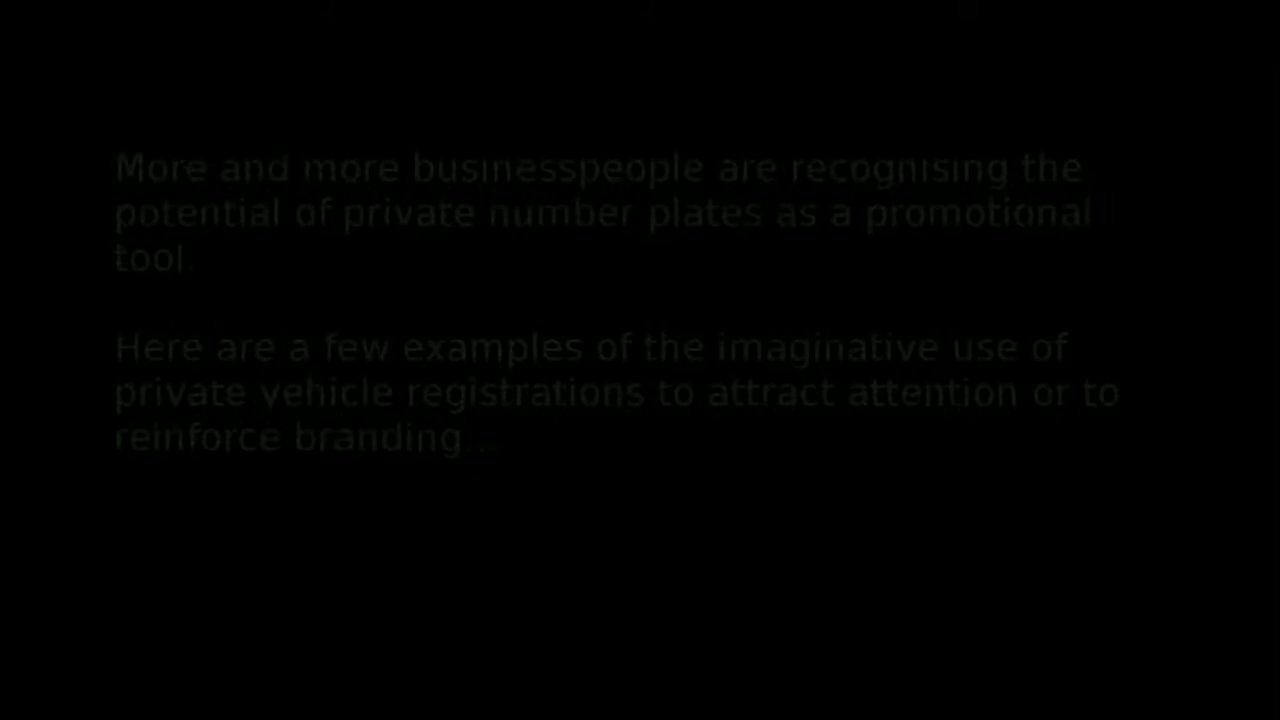 More and more businesspeople are recognising the
potential of private number plates as a promotional
tool.
Here are a few examples of the imaginative use of
private vehicle registrations to attract attention or to
reinforce branding...